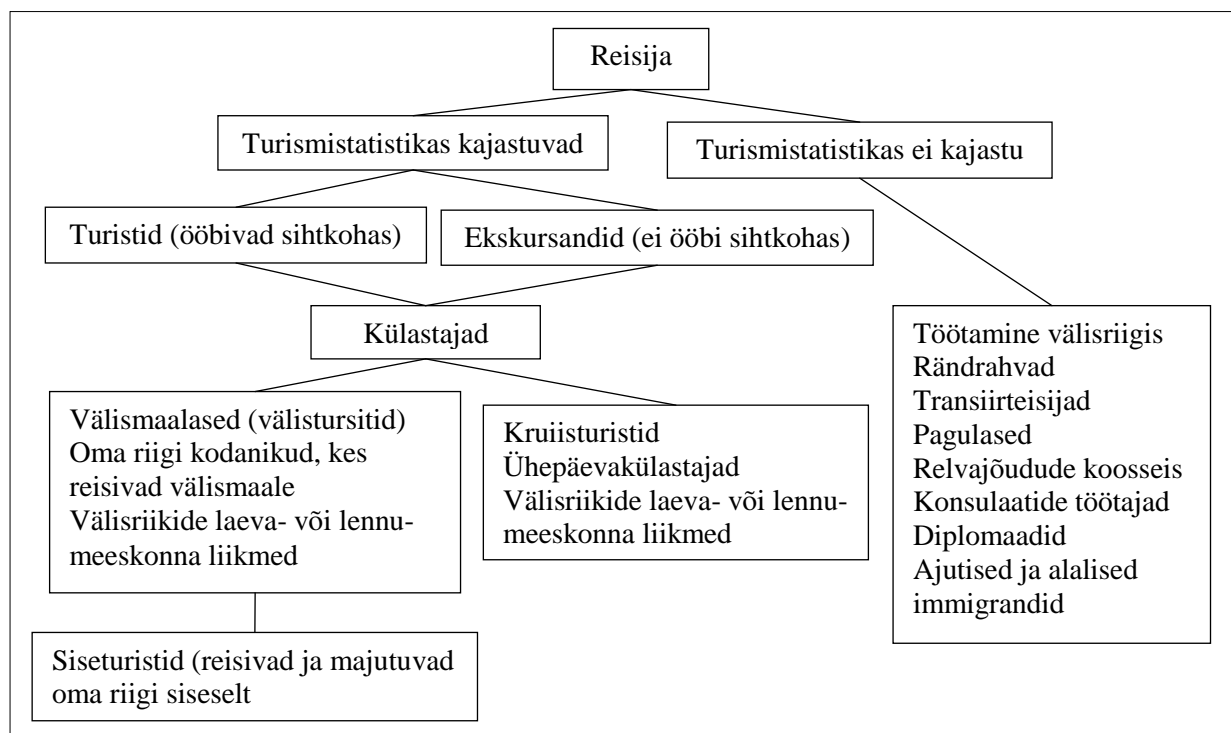 Reisija
Turismistatistikas kajastuvad
Turismistatistikas ei kajastu
Turistid (ööbivad sihtkohas)
Ekskursandid (ei ööbi sihtkohas)
Külastajad
Välismaalased (välistursitid)
Oma riigi kodanikud, kes
reisivad välismaale
Välisriikide laeva- või lennu-
meeskonna liikmed
Kruiisturistid
Ühepäevakülastajad
Välisriikide laeva- või lennu-
meeskonna liikmed
Töötamine välisriigis
Rändrahvad
Transiirteisijad
Pagulased
Relvajõudude koosseis
Konsulaatide töötajad
Diplomaadid
Ajutised ja alalised
immigrandid
Siseturistid (reisivad ja majutuvad
oma riigi siseselt